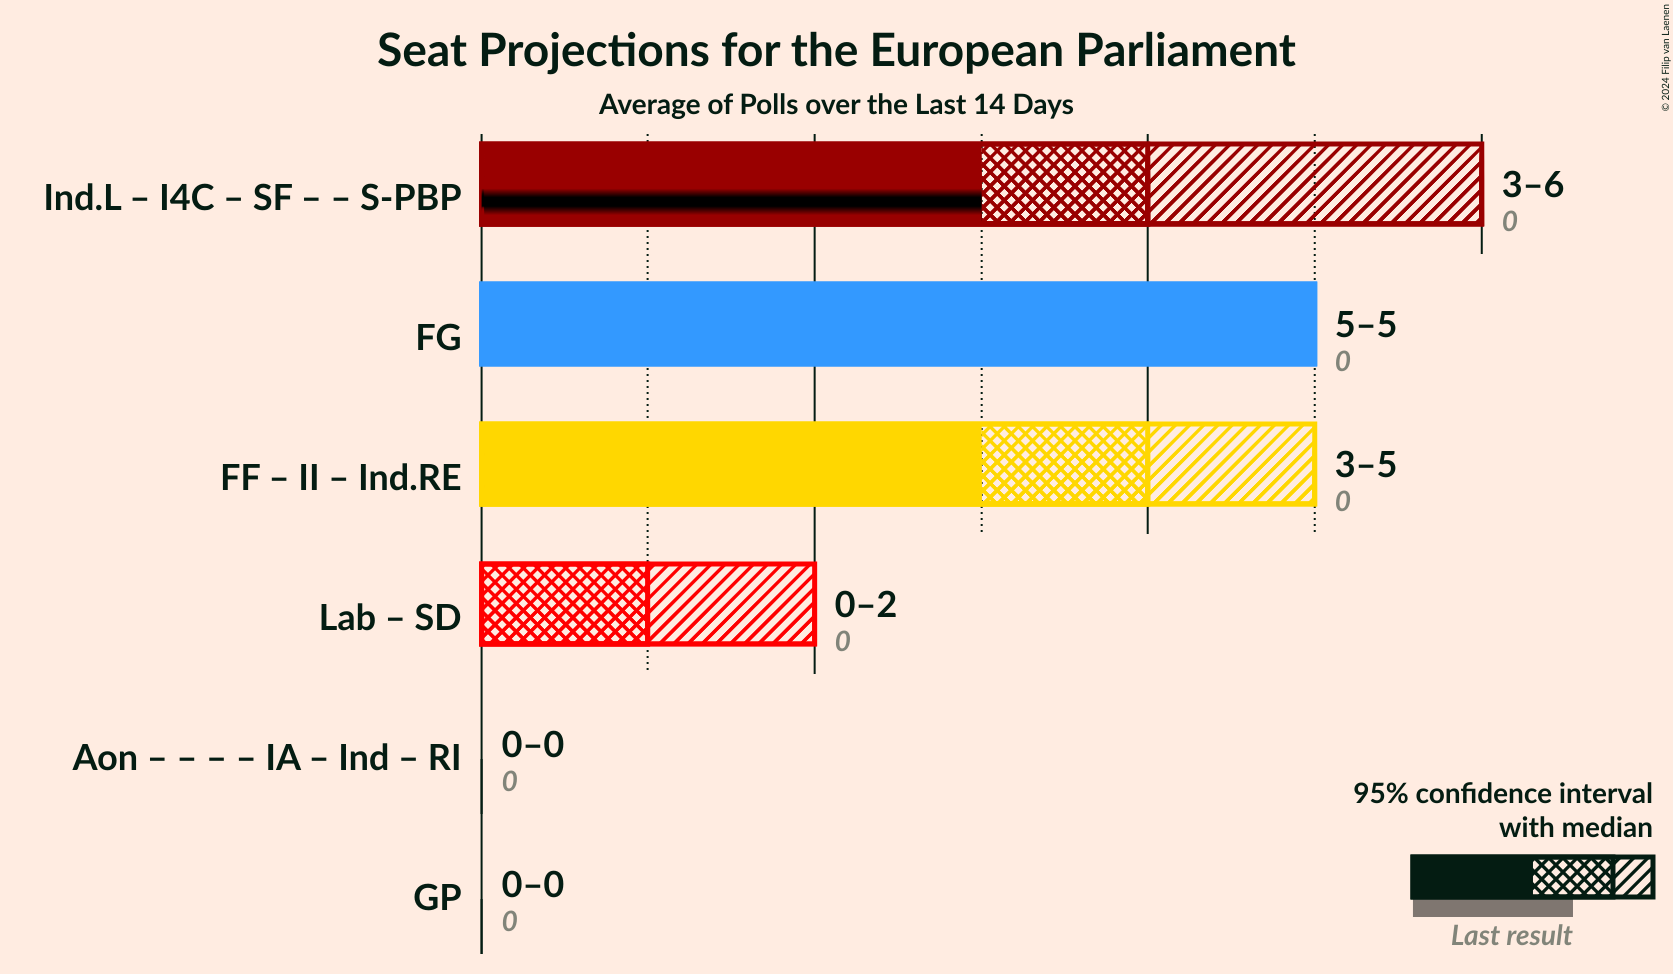 Seat Projections for the European Parliament
Average of Polls over the Last 14 Days
© 2024 Filip van Laenen
Ind.L – I4C – SF – – S-PBP
3–6
0
FG
5–5
0
FF – II – Ind.RE
3–5
0
Lab – SD
0–2
0
Aon – – – – IA – Ind – RI
0–0
0
GP
0–0
0
95% confidence interval
with median
Last result